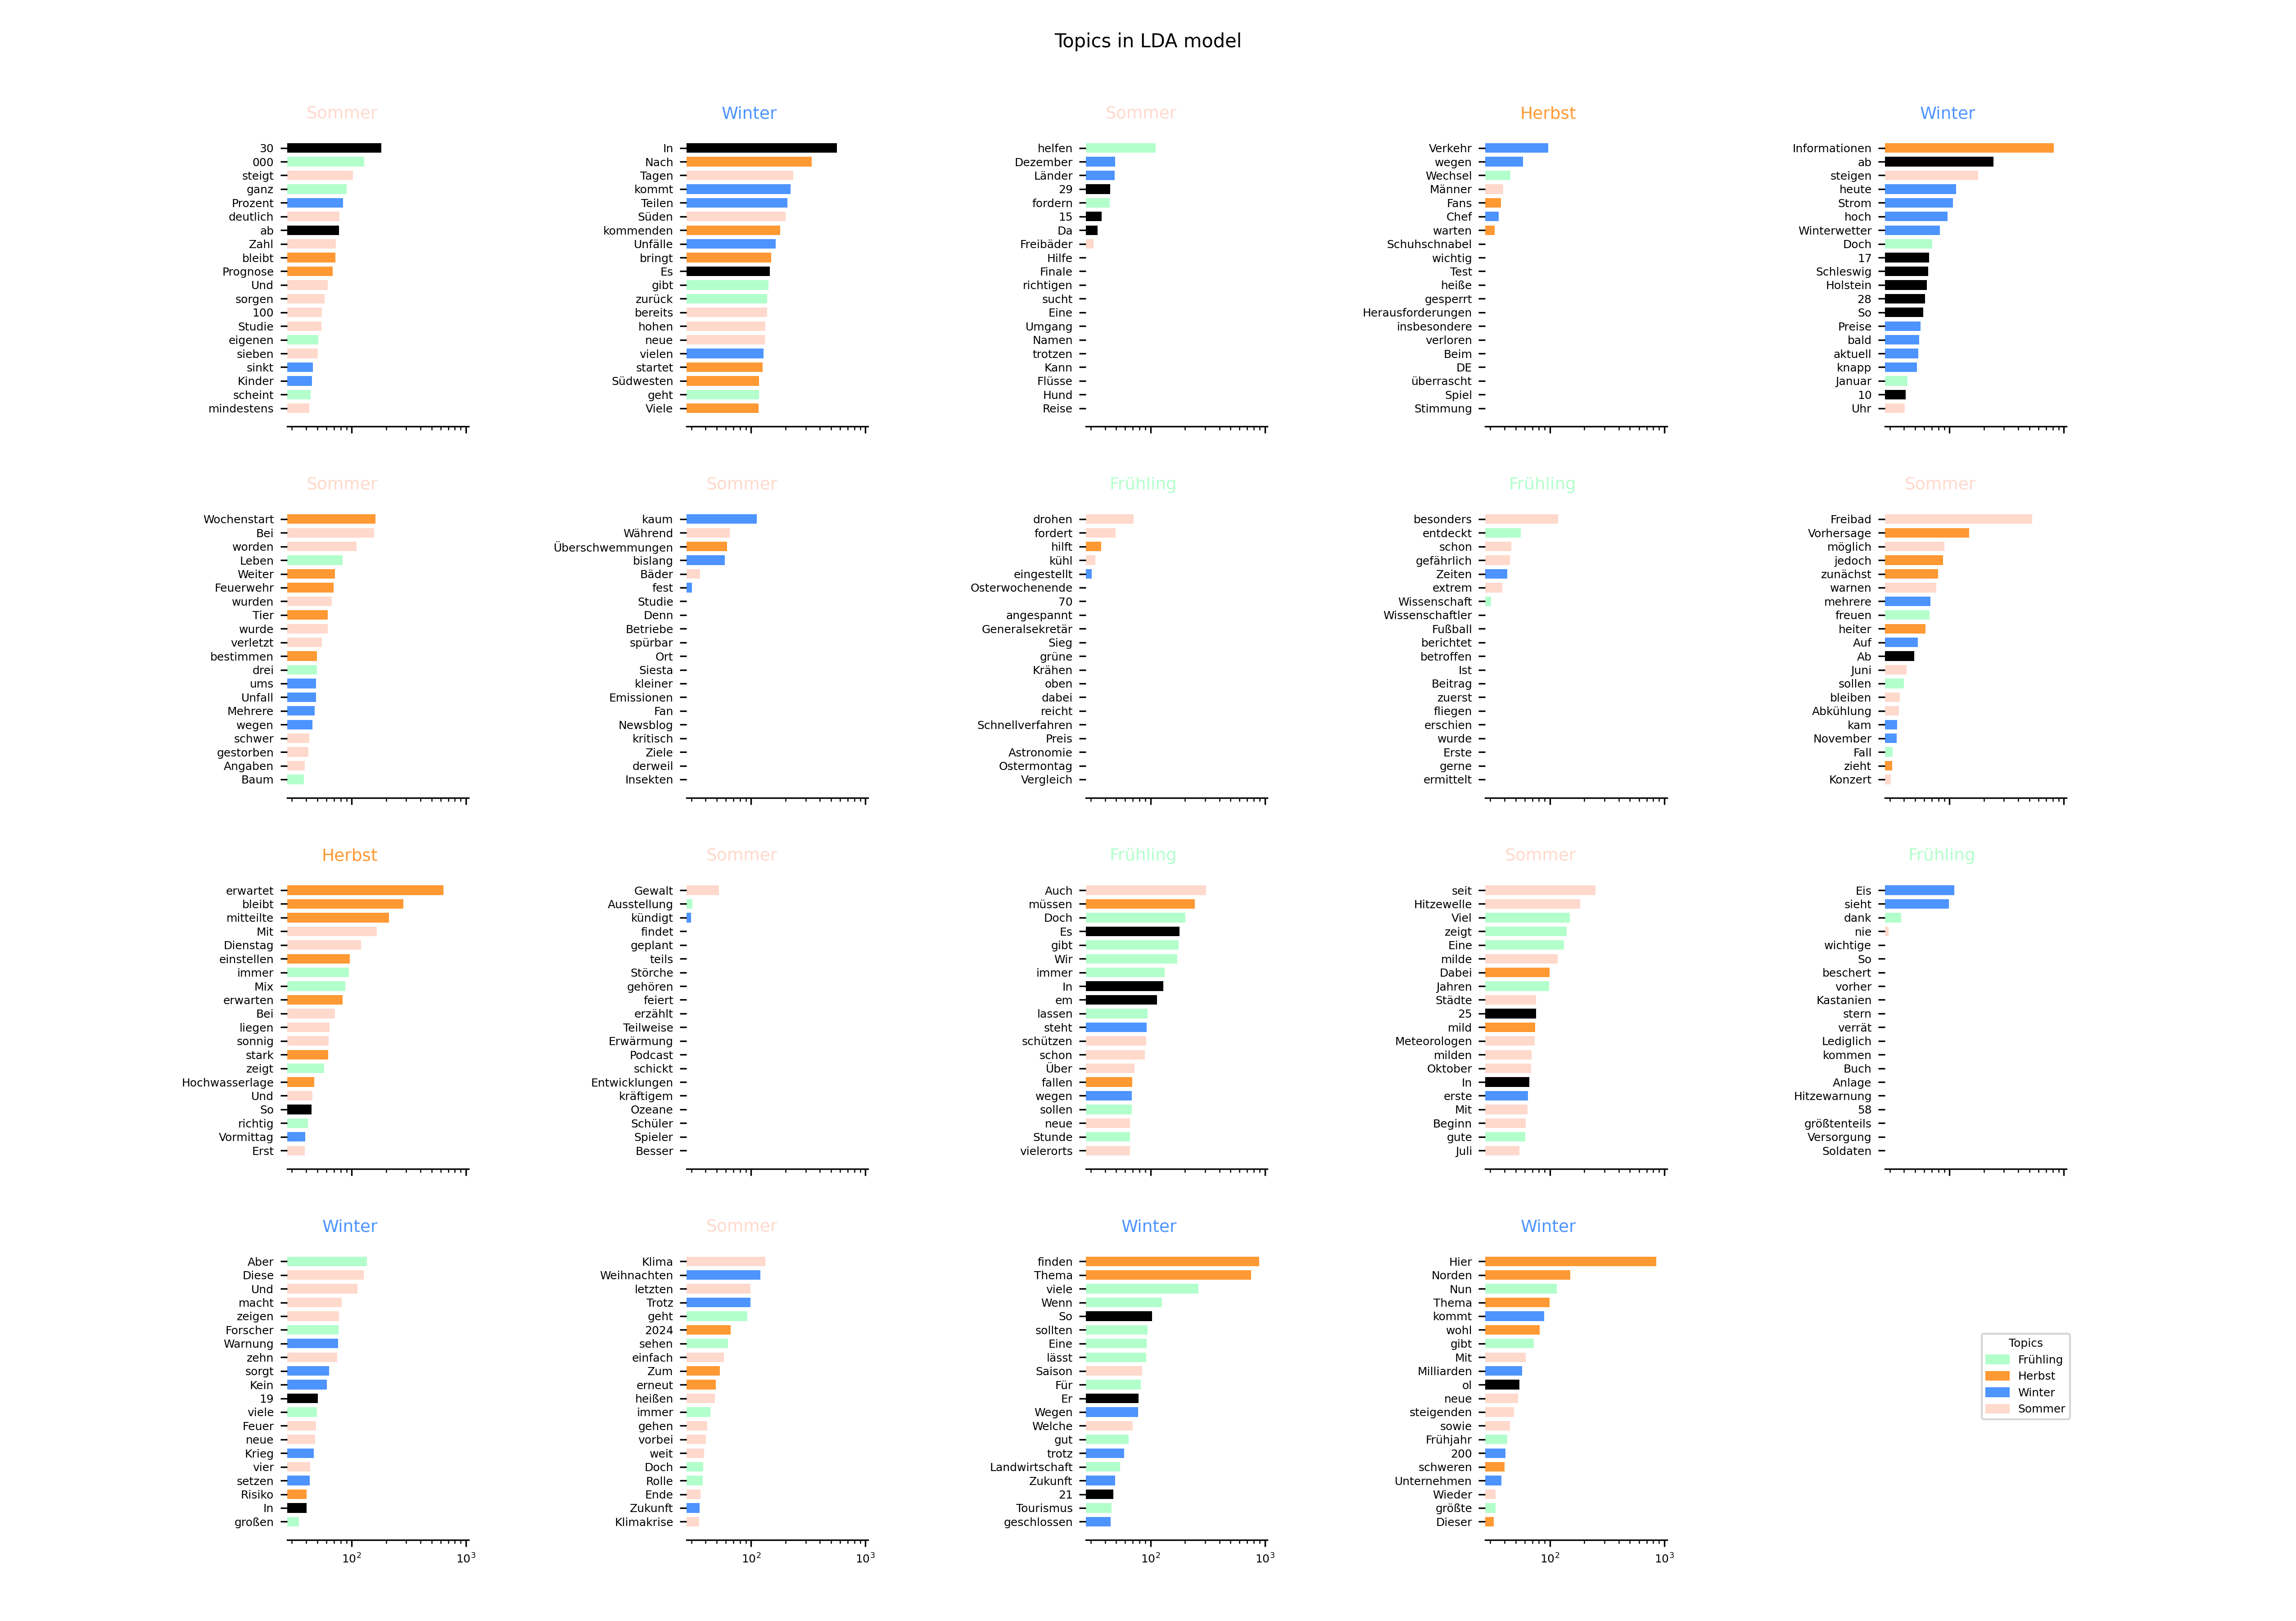 Topics in LDA model
Sommer
30
000
steigt
ganz
Prozent
deutlich
ab
Zahl
bleibt
Prognose
Und
sorgen
100
Studie
eigenen
sieben
sinkt
Kinder
scheint
mindestens
Winter
In
Nach
Tagen
kommt
Teilen
Süden
kommenden
Unfälle
bringt
Es
gibt
zurück
bereits
hohen
neue
vielen
startet
Südwesten
geht
Viele
Sommer
helfen
Dezember
Länder
29
fordern
15
Da
Freibäder
Hilfe
Finale
richtigen
sucht
Eine
Umgang
Namen
trotzen
Kann
Flüsse
Hund
Reise
Herbst
Verkehr
wegen
Wechsel
Männer
Fans
Chef
warten
Schuhschnabel
wichtig
Test
heiße
gesperrt
Herausforderungen
insbesondere
verloren
Beim
DE
überrascht
Spiel
Stimmung
Winter
Informationen
ab
steigen
heute
Strom
hoch
Winterwetter
Doch
17
Schleswig
Holstein
28
So
Preise
bald
aktuell
knapp
Januar
10
Uhr
Sommer
Wochenstart
Bei
worden
Leben
Weiter
Feuerwehr
wurden
Tier
wurde
verletzt
bestimmen
drei
ums
Unfall
Mehrere
wegen
schwer
gestorben
Angaben
Baum
Sommer
kaum
Während
Überschwemmungen
bislang
Bäder
fest
Studie
Denn
Betriebe
spürbar
Ort
Siesta
kleiner
Emissionen
Fan
Newsblog
kritisch
Ziele
derweil
Insekten
Frühling
drohen
fordert
hilft
kühl
eingestellt
Osterwochenende
70
angespannt
Generalsekretär
Sieg
grüne
Krähen
oben
dabei
reicht
Schnellverfahren
Preis
Astronomie
Ostermontag
Vergleich
Frühling
besonders
entdeckt
schon
gefährlich
Zeiten
extrem
Wissenschaft
Wissenschaftler
Fußball
berichtet
betroffen
Ist
Beitrag
zuerst
fliegen
erschien
wurde
Erste
gerne
ermittelt
Sommer
Freibad
Vorhersage
möglich
jedoch
zunächst
warnen
mehrere
freuen
heiter
Auf
Ab
Juni
sollen
bleiben
Abkühlung
kam
November
Fall
zieht
Konzert
Herbst
erwartet
bleibt
mitteilte
Mit
Dienstag
einstellen
immer
Mix
erwarten
Bei
liegen
sonnig
stark
zeigt
Hochwasserlage
Und
So
richtig
Vormittag
Erst
Sommer
Gewalt
Ausstellung
kündigt
findet
geplant
teils
Störche
gehören
feiert
erzählt
Teilweise
Erwärmung
Podcast
schickt
Entwicklungen
kräftigem
Ozeane
Schüler
Spieler
Besser
Frühling
Auch
müssen
Doch
Es
gibt
Wir
immer
In
em
lassen
steht
schützen
schon
Über
fallen
wegen
sollen
neue
Stunde
vielerorts
Sommer
seit
Hitzewelle
Viel
zeigt
Eine
milde
Dabei
Jahren
Städte
25
mild
Meteorologen
milden
Oktober
In
erste
Mit
Beginn
gute
Juli
Frühling
Eis
sieht
dank
nie
wichtige
So
beschert
vorher
Kastanien
stern
verrät
Lediglich
kommen
Buch
Anlage
Hitzewarnung
58
größtenteils
Versorgung
Soldaten
Winter
Aber
Diese
Und
macht
zeigen
Forscher
Warnung
zehn
sorgt
Kein
19
viele
Feuer
neue
Krieg
vier
setzen
Risiko
In
großen
10² 10³
Sommer
Klima
Weihnachten
letzten
Trotz
geht
2024
sehen
einfach
Zum
erneut
heißen
immer
gehen
vorbei
weit
Doch
Rolle
Ende
Zukunft
Klimakrise
10² 10³
Winter
finden
Thema
viele
Wenn
So
sollten
Eine
lässt
Saison
Für
Er
Wegen
Welche
gut
trotz
Landwirtschaft
Zukunft
21
Tourismus
geschlossen
10² 10³
Winter
Hier
Norden
Nun
Thema
kommt
wohl
gibt
Mit
Milliarden
ol
neue
steigenden
sowie
Frühjahr
200
schweren
Unternehmen
Wieder
größte
Dieser
10² 10³
Topics
Frühling
Herbst
Winter
Sommer